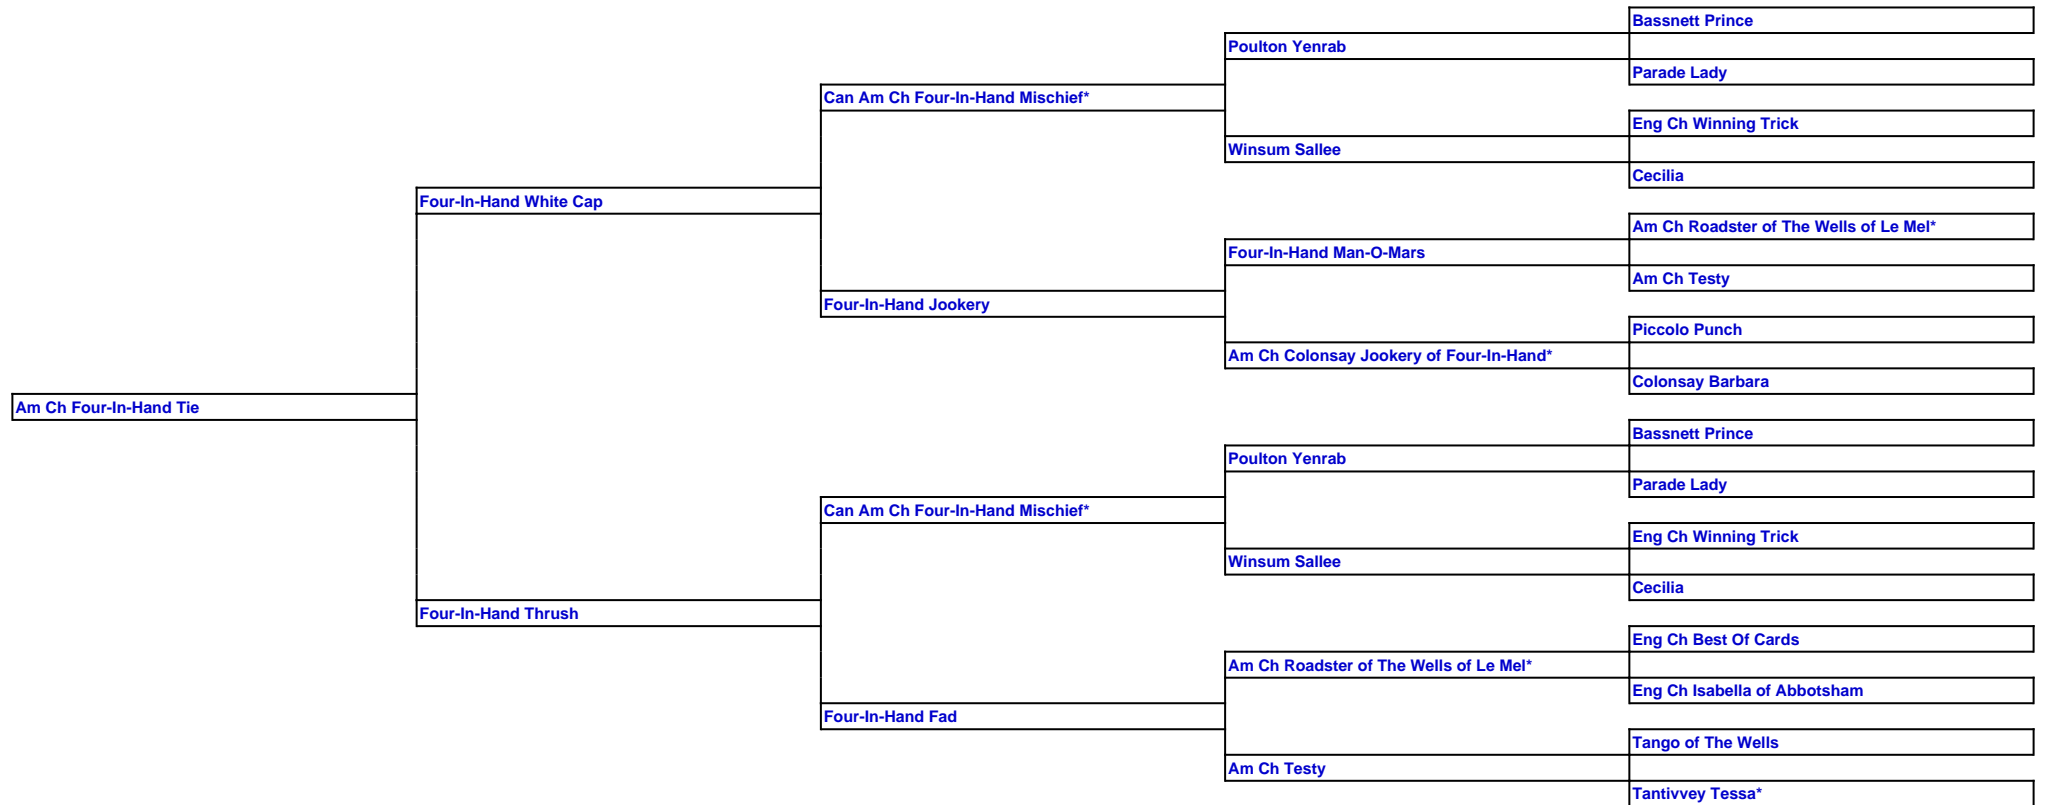 Bassnett Prince
Poulton Yenrab
Parade Lady
Can Am Ch Four-In-Hand Mischief*
Eng Ch Winning Trick
Winsum Sallee
Cecilia
Four-In-Hand White Cap
Am Ch Roadster of The Wells of Le Mel*
Four-In-Hand Man-O-Mars
Am Ch Testy
Four-In-Hand Jookery
Piccolo Punch
Am Ch Colonsay Jookery of Four-In-Hand*
Colonsay Barbara
Am Ch Four-In-Hand Tie
Bassnett Prince
Poulton Yenrab
Parade Lady
Can Am Ch Four-In-Hand Mischief*
Eng Ch Winning Trick
Winsum Sallee
Cecilia
Four-In-Hand Thrush
Eng Ch Best Of Cards
Am Ch Roadster of The Wells of Le Mel*
Eng Ch Isabella of Abbotsham
Four-In-Hand Fad
Tango of The Wells
Am Ch Testy
Tantivvey Tessa*